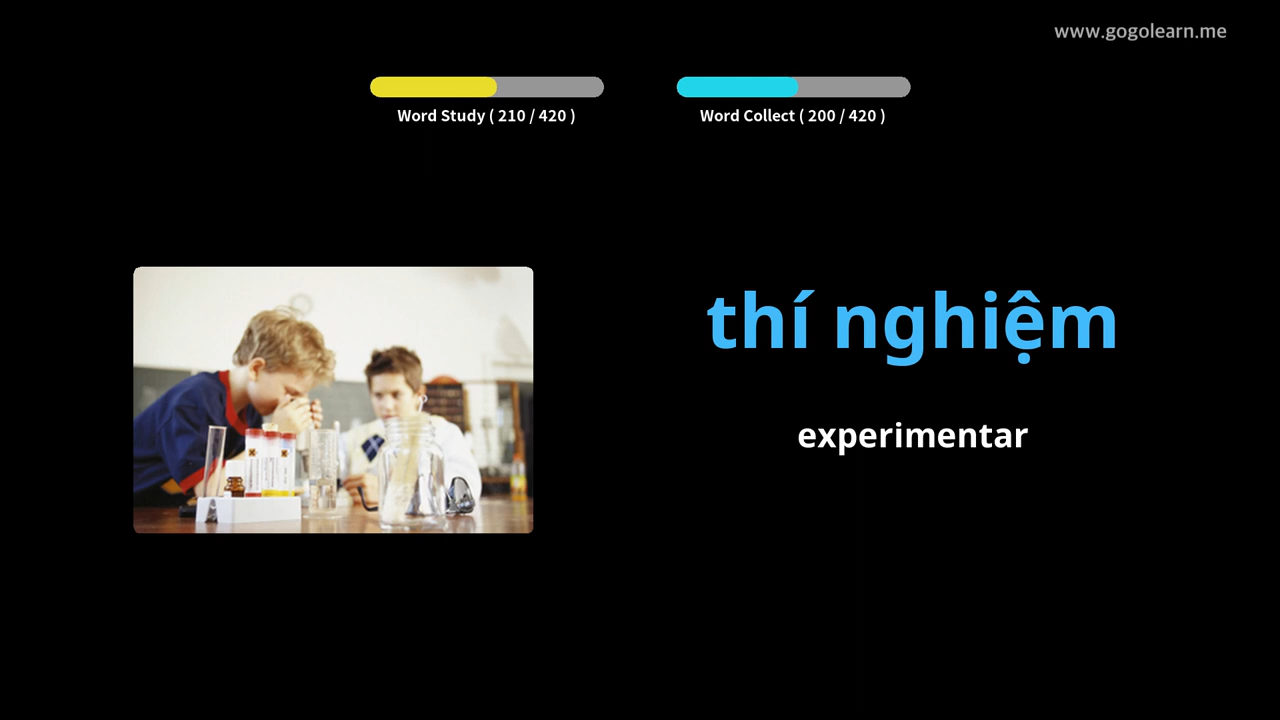 www.gogolearn.me
Word Study ( 210 / 420 )
Word Collect ( 200 / 420 )
thí nghiệm
experimentar